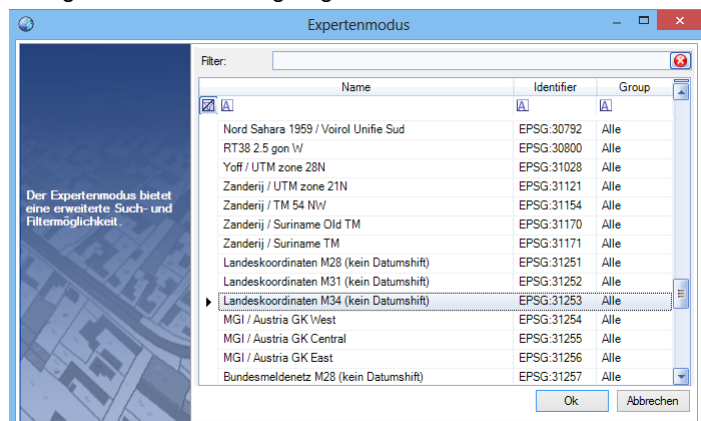 Expertenmodus
Der Expertenmodus bietet
eine erweiterte Such- und
Filtermöglichkeit.
Filter:
Name Identifier Group
A A A
Nord Sahara 1959 / Voirol Unifie Sud EPSG:30792 Alle
RT38 2.5 gon W EPSG:30800 Alle
Yoff / UTM zone 28N EPSG:31028 Alle
Zanderij / UTM zone 21N EPSG:31121 Alle
Zanderij / TM 54 NW EPSG:31154 Alle
Zanderij / Suriname Old TM EPSG:31170 Alle
Zanderij / Suriname TM EPSG:31171 Alle
Landeskoordinaten M28 (kein Datumshift) EPSG:31251 Alle
Landeskoordinaten M31 (kein Datumshift) EPSG:31252 Alle
Landeskoordinaten M34 (kein Datumshift) EPSG:31253 Alle
MGI / Austria GK West EPSG:31254 Alle
MGI / Austria GK Central EPSG:31255 Alle
MGI / Austria GK East EPSG:31256 Alle
Bundesmeldenetz M28 (kein Datumshift) EPSG:31257 Alle
Ok Abbrechen